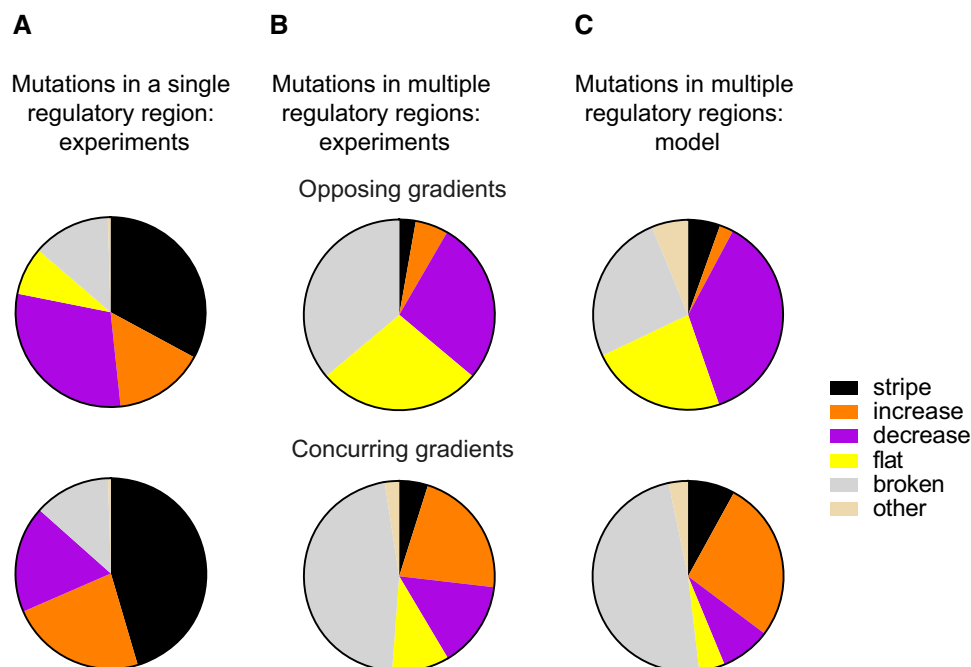 A
B
C
Mutations in a single
regulatory region:
experiments
Mutations in multiple
regulatory regions:
experiments
Mutations in multiple
regulatory regions:
model
Opposing gradients
Concurring gradients
stripe
increase
decrease
flat
broken
other